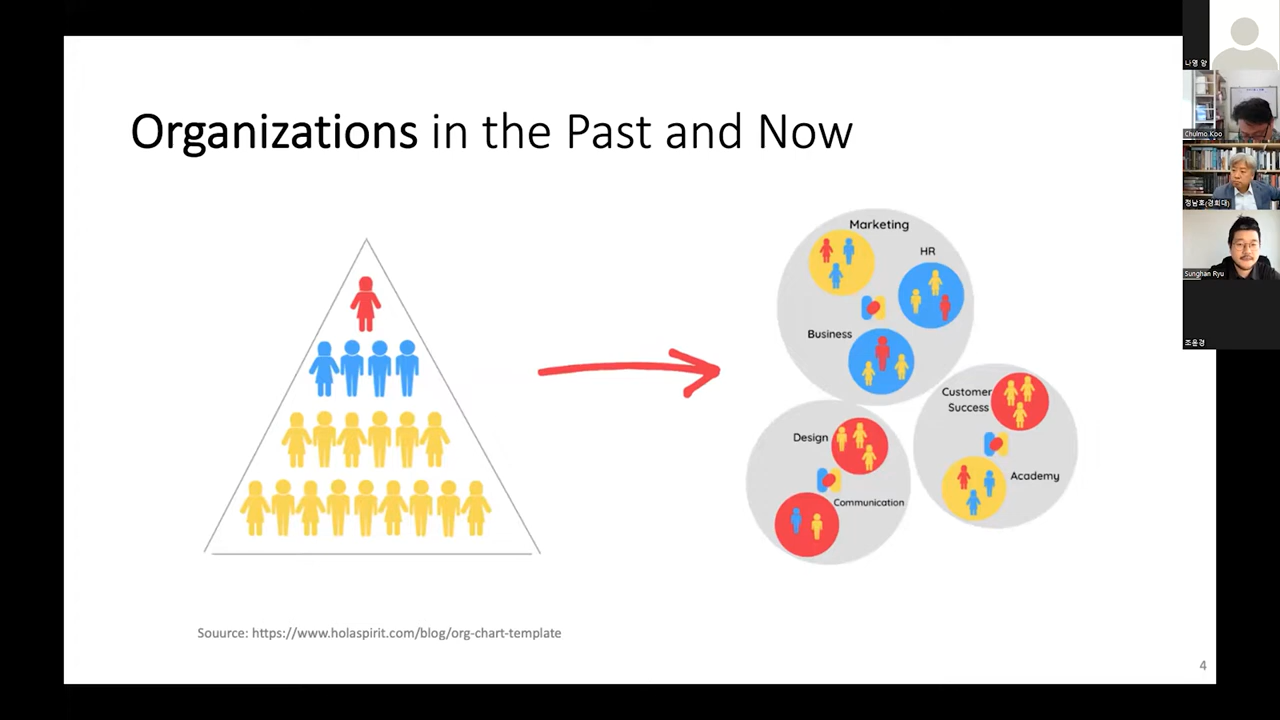 Organizations in the Past and Now
Marketing
HR
Business
Customer
Success
Design
Academy
Communication
Souurce: https://www.holaspirit.com/blog/org-chart-template
4
나영 양
Chulmo Koo
정남호(경희대)
Sunghan Ryu
조윤경